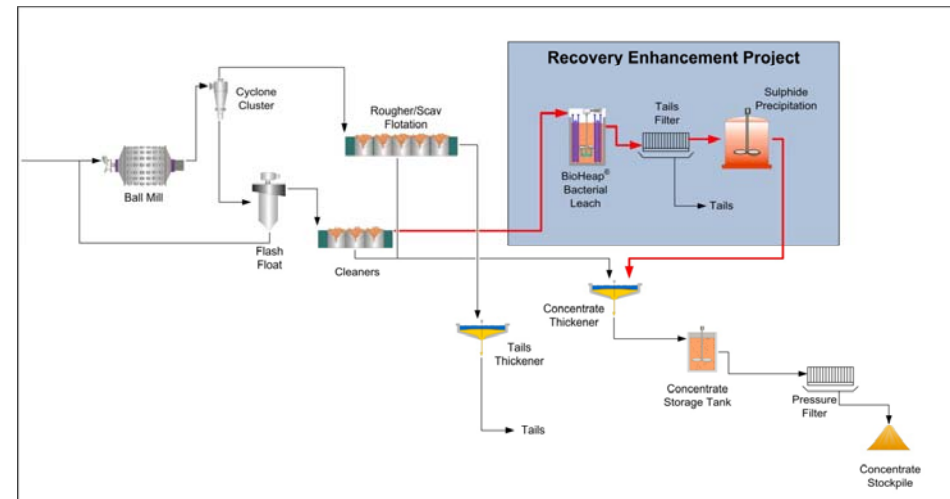 Recovery Enhancement Project
Cyclone
Cluster
Rougher/Scav
Flotation
Tails
Filter
Sulphide
Precipitation
BioHeap®
Bacterial
Leach
Tails
Ball Mill
Flash
Float
Cleaners
Concentrate
Thickener
Tails
Thickener
Concentrate
Storage Tank
Pressure
Filter
Tails
Concentrate
Stockpile